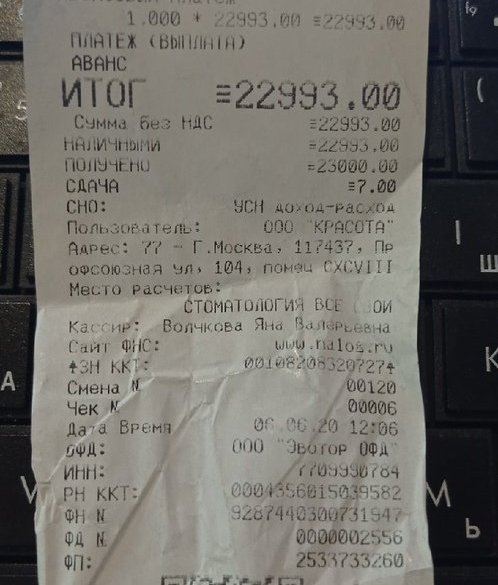 1.000 * 22993.00 ≡22993.00
ПЛАТЕЖ (ВЫПЛАТА)
АВАНС
ИТОГ ≡22993.00
Сумма без НДС ≡22993.00
НАЛИЧНЫМИ ≡22993.00
ПОЛУЧЕНО ≡23000.00
СДАЧА ≡7.00
СНО: УСН доход-расход
Пользователь: ООО "КРАСОТА"
Адрес: 77 - Г.Москва, 117437, Пр
офсоюзная ул, 104, помещ CXCVIII
Место расчетов:
СТОМАТОЛОГИЯ ВСЕ СВОИ
Кассир: Волчкова Яна Валерьевна
Сайт ФНС: www.nalog.ru
*ЗН ККТ: 00108208320727*
Смена N 00120
Чек N 00006
Дата Время 06.06.20 12:06
ОФД: ООО "Эвотор ОФД"
ИНН: 7709990784
РН ККТ: 0004356015039582
ФН N 9287440300731947
ФД N 0000002556
ФП: 2533733260